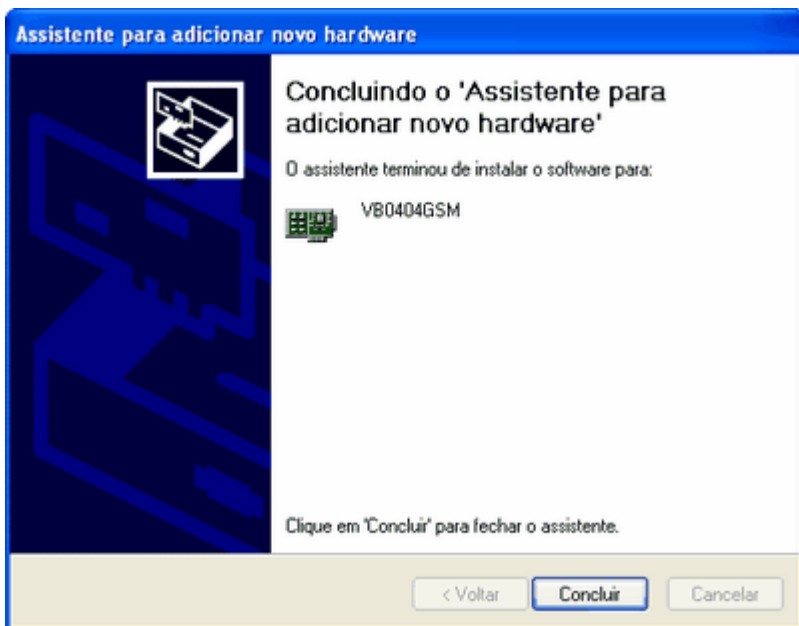 Assistente para adicionar novo hardware
Concluindo o 'Assistente para
adicionar novo hardware'
O assistente terminou de instalar o software para:
VB0404GSM
Clique em 'Concluir' para fechar o assistente.
< Voltar
Concluir
Cancelar